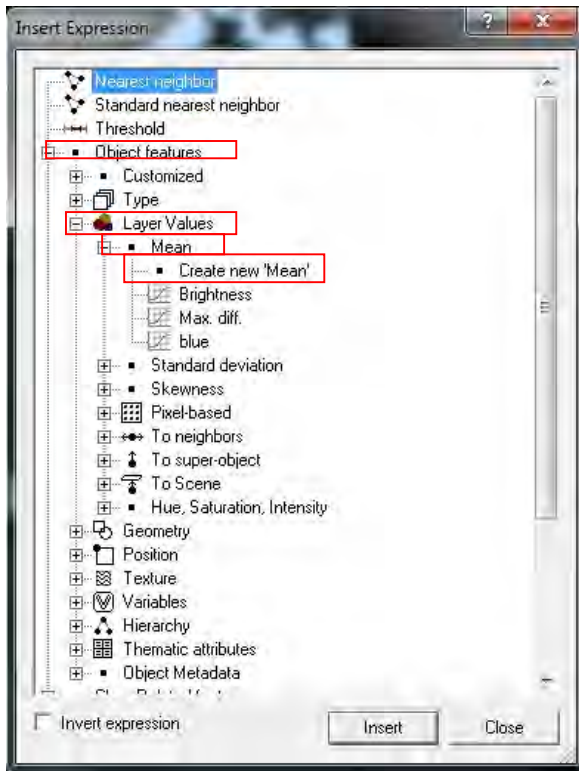 Insert Expression
?
Nearest neighbor
Standard nearest neighbor
Threshold
Object features
Customized
Type
Layer Values
Mean
Create new 'Mean'
Brightness
Max. diff.
blue
Standard deviation
Skewness
Pixel-based
To neighbors
To super-object
To Scene
Hue, Saturation, Intensity
Geometry
Position
Texture
Variables
Hierarchy
Thematic attributes
Object Metadata
Invert expression
Insert
Close